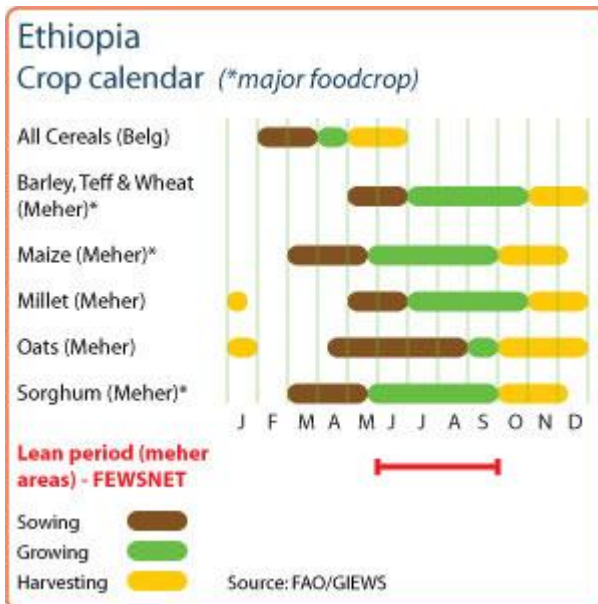 Ethiopia
Crop calendar (*major foodcrop)
All Cereals (Belg)
Barley, Teff & Wheat
(Meher)*
Maize (Meher)*
Millet (Meher)
Oats (Meher)
Sorghum (Meher)*
J F M A M J J A S O N D
Lean period (meher
areas) - FEWSNET
Sowing
Growing
Harvesting
Source: FAO/GIEWS